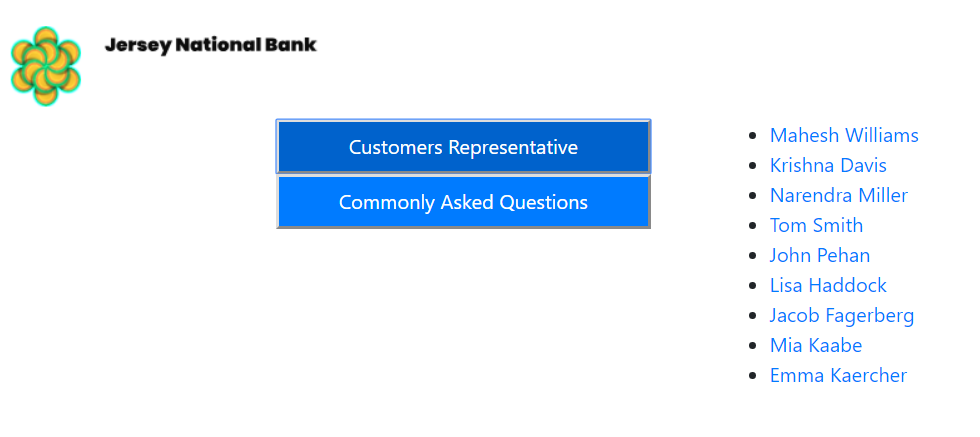 Jersey National Bank
Customers Representative
Commonly Asked Questions
Mahesh Williams
Krishna Davis
Narendra Miller
Tom Smith
John Pehan
Lisa Haddock
Jacob Fagerberg
Mia Kaabe
Emma Kaercher